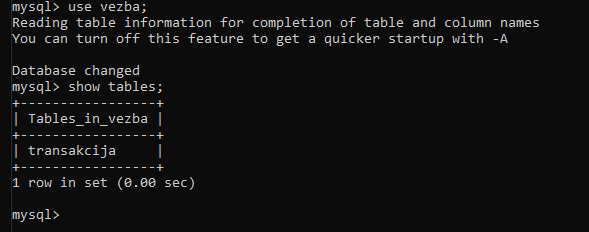 mysql> use vezba;
Reading table information for completion of table and column names
You can turn off this feature to get a quicker startup with -A
Database changed
mysql> show tables;
+-----------------+
| Tables_in_vezba |
+-----------------+
| transakcija     |
+-----------------+
1 row in set (0.00 sec)
mysql>